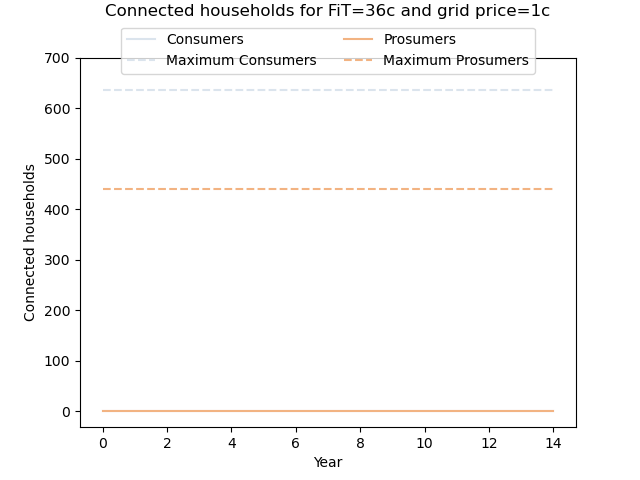 Connected households for FiT=36c and grid price=1c
Consumers
Maximum Consumers
Prosumers
Maximum Prosumers
Connected households
700
600
500
400
300
200
100
0
0 2 4 6 8 10 12 14
Year